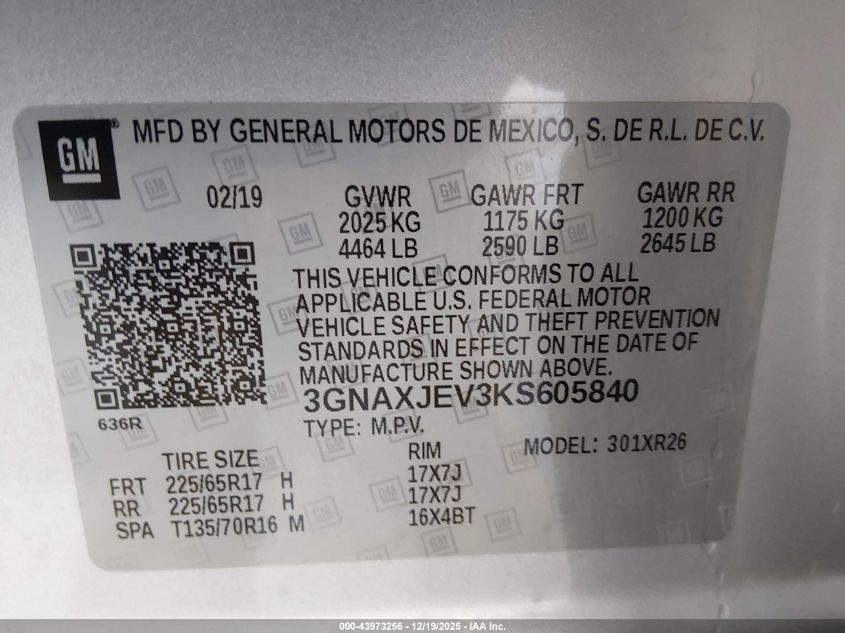 GM ® MFD BY GENERAL MOTORS DE MEXICO, S. DE R.L. DE C.V.
02/19 GVWR GAWR FRT GAWR RR
2025 KG 1175 KG 1200 KG
4464 LB 2590 LB 2645 LB
THIS VEHICLE CONFORMS TO ALL
APPLICABLE U.S. FEDERAL MOTOR
VEHICLE SAFETY AND THEFT PREVENTION
STANDARDS IN EFFECT ON THE DATE OF
MANUFACTURE SHOWN ABOVE.
3GNAXJEV3KS605840
636R
TYPE: M.P.V. MODEL: 301XR26
TIRE SIZE RIM
FRT 225/65R17 H 17X7J
RR 225/65R17 H 17X7J
SPA T135/70R16 M 16X4BT
000-43973256 - 12/19/2025 - IAA Inc.